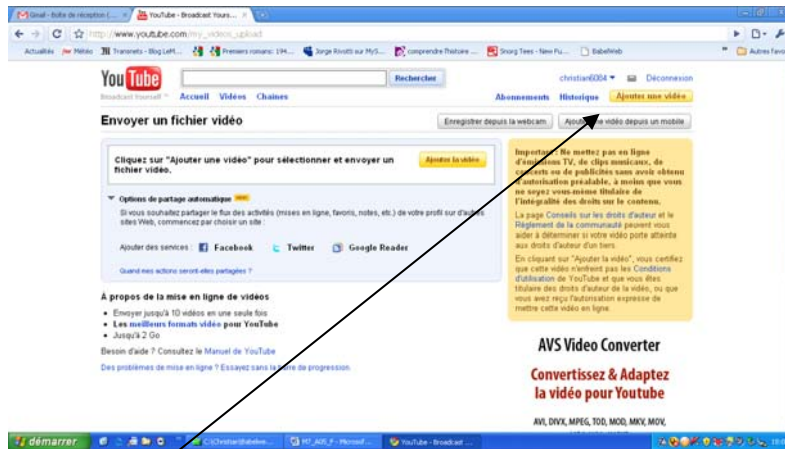 Gmail - Boîte de réception (...
YouTube - Broadcast Yours...
http://www.youtube.com/my_videos_upload
Actualités
Météo
Transnets - Blog LeM...
Premiers romans: 194...
Jorge Rivotti sur MyS...
comprendre l'histoire ...
Snorg Tees - New Fu...
BabelWeb
Autres favo
YouTube
Rechercher
christian6084
Déconnexion
Broadcast Yourself ™
Accueil Vidéos Chaînes
Abonnements Historique
Ajouter une vidéo
Envoyer un fichier vidéo
Enregistrer depuis la webcam
Ajouter une vidéo depuis un mobile
Cliquez sur "Ajouter une vidéo" pour sélectionner et envoyer un
fichier vidéo.
Ajouter la vidéo
Options de partage automatique
Si vous souhaitez partager le flux des activités (mises en ligne, favoris, notes, etc.) de votre profil sur d'autres
sites Web, commencez par choisir un site :
Ajouter des services :
Facebook
Twitter
Google Reader
Quand mes actions seront-elles partagées ?
À propos de la mise en ligne de vidéos
• Envoyer jusqu'à 10 vidéos en une seule fois
• Les meilleurs formats vidéo pour YouTube
• Jusqu'à 2 Go
Besoin d'aide ? Consultez le Manuel de YouTube
Des problèmes de mise en ligne ? Essayez sans la barre de progression.
Important : Ne mettez pas en ligne
d'émissions TV, de clips musicaux, de
concerts ou de publicités sans avoir obtenu
l'autorisation préalable, à moins que vous
ne soyez vous-même titulaire de
l'intégralité des droits sur le contenu.
La page Conseils sur les droits d'auteur et le
Règlement de la communauté peuvent vous
aider à déterminer si votre vidéo porte atteinte
aux droits d'auteur d'un tiers.
En cliquant sur "Ajouter la vidéo", vous certifiez
que cette vidéo n'enfreint pas les Conditions
d'utilisation de YouTube et que vous êtes
titulaire des droits d'auteur de la vidéo, ou que
vous avez reçu l'autorisation expresse de
mettre cette vidéo en ligne.
AVS Video Converter
Convertissez & Adaptez
la vidéo pour Youtube
AVI, DIVX, MPEG, TOD, MOD, MKV, MOV,
démarrer
C:\Christian\Babelwe...
M7_A05_F - Microsof...
YouTube - Broadcast ...